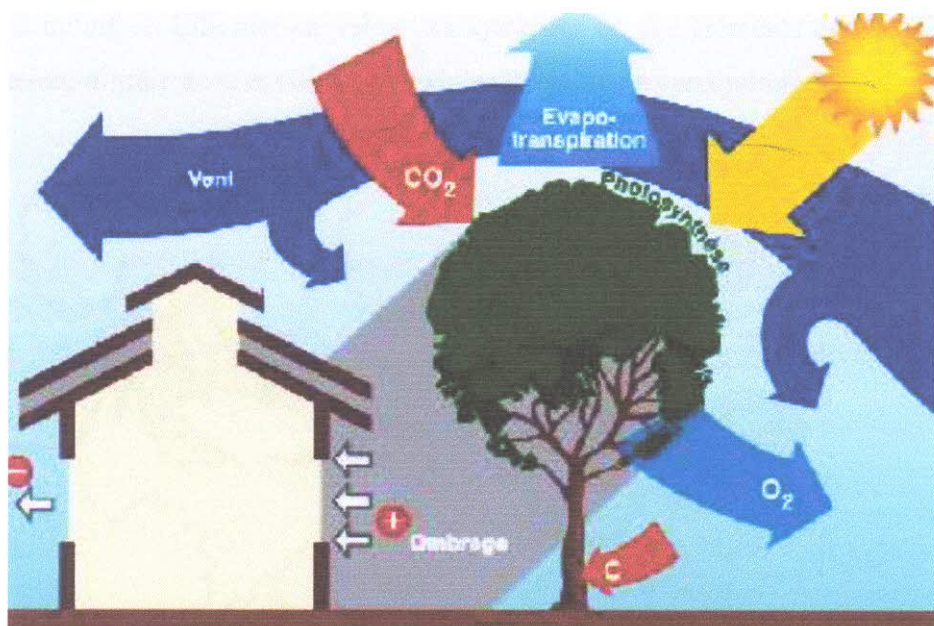 Evapo-
transpiration
Vent
CO₂
Photosynthèse
O₂
Ombrage
C
+
−